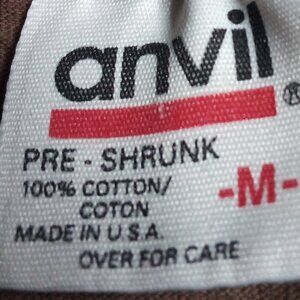 anvil®
PRE - SHRUNK
100% COTTON/
COTON
-M-
MADE IN U.S.A.
OVER FOR CARE